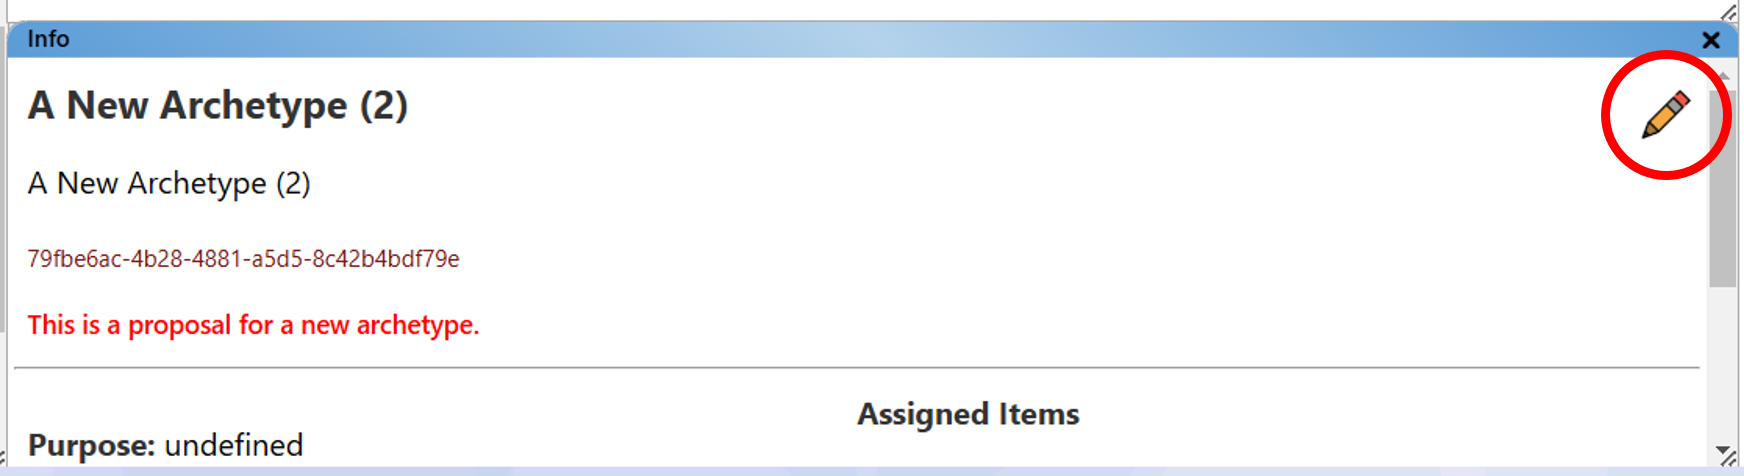 Info
A New Archetype (2)
A New Archetype (2)
79fbe6ac-4b28-4881-a5d5-8c42b4bdf79e
This is a proposal for a new archetype.
Assigned Items
Purpose: undefined